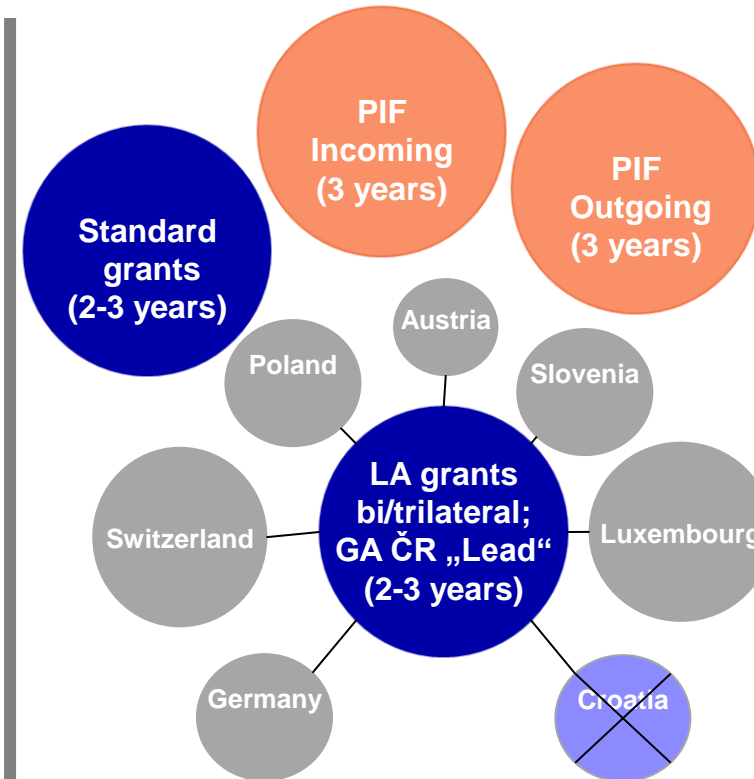 PIF
Incoming
(3 years)
PIF
Outgoing
(3 years)
Standard
grants
(2-3 years)
Austria
Poland
Slovenia
LA grants
bi/trilateral;
GA ČR „Lead“
(2-3 years)
Switzerland
Luxembourg
Germany
Croatia